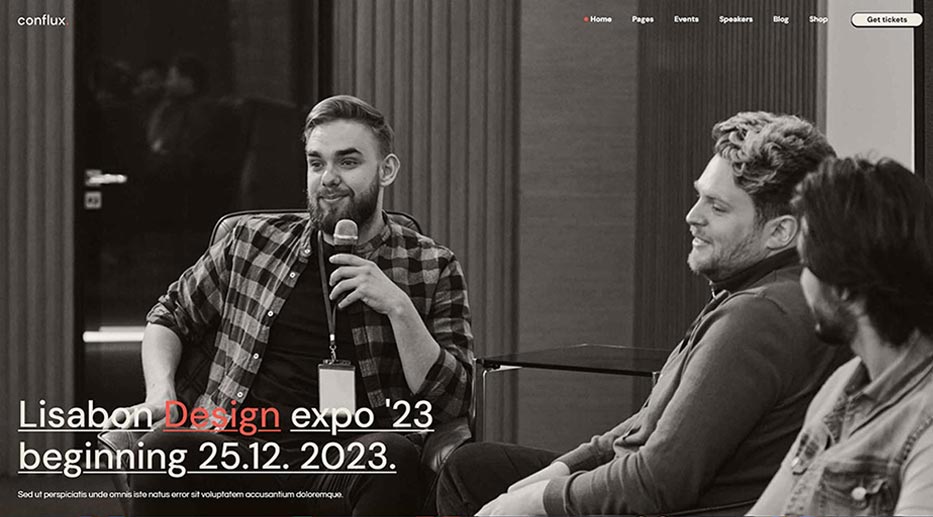 conflux.
Home Pages Events Speakers Blog Shop Get tickets
Lisabon Design expo '23
beginning 25.12. 2023.
Sed ut perspiciatis unde omnis iste natus error sit voluptatem accusantium doloremque.